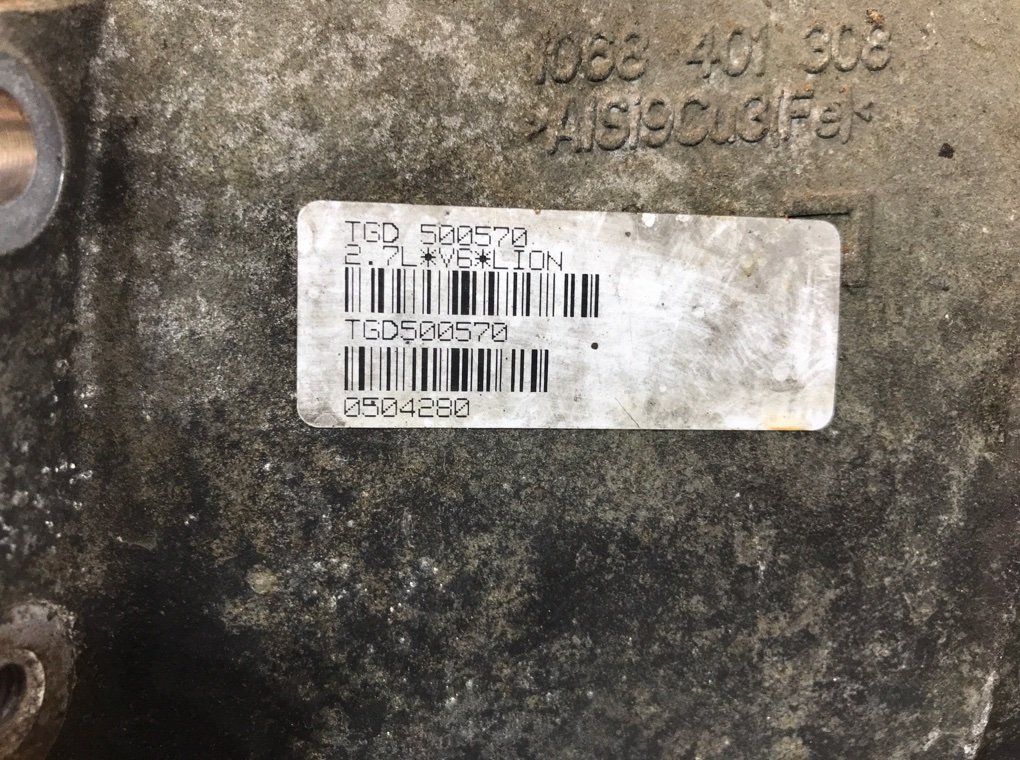 1068 401 308
>AlSi9Cu3(Fe)<
TGD 500570
2.7L*V6*LION
TGD500570
0504280